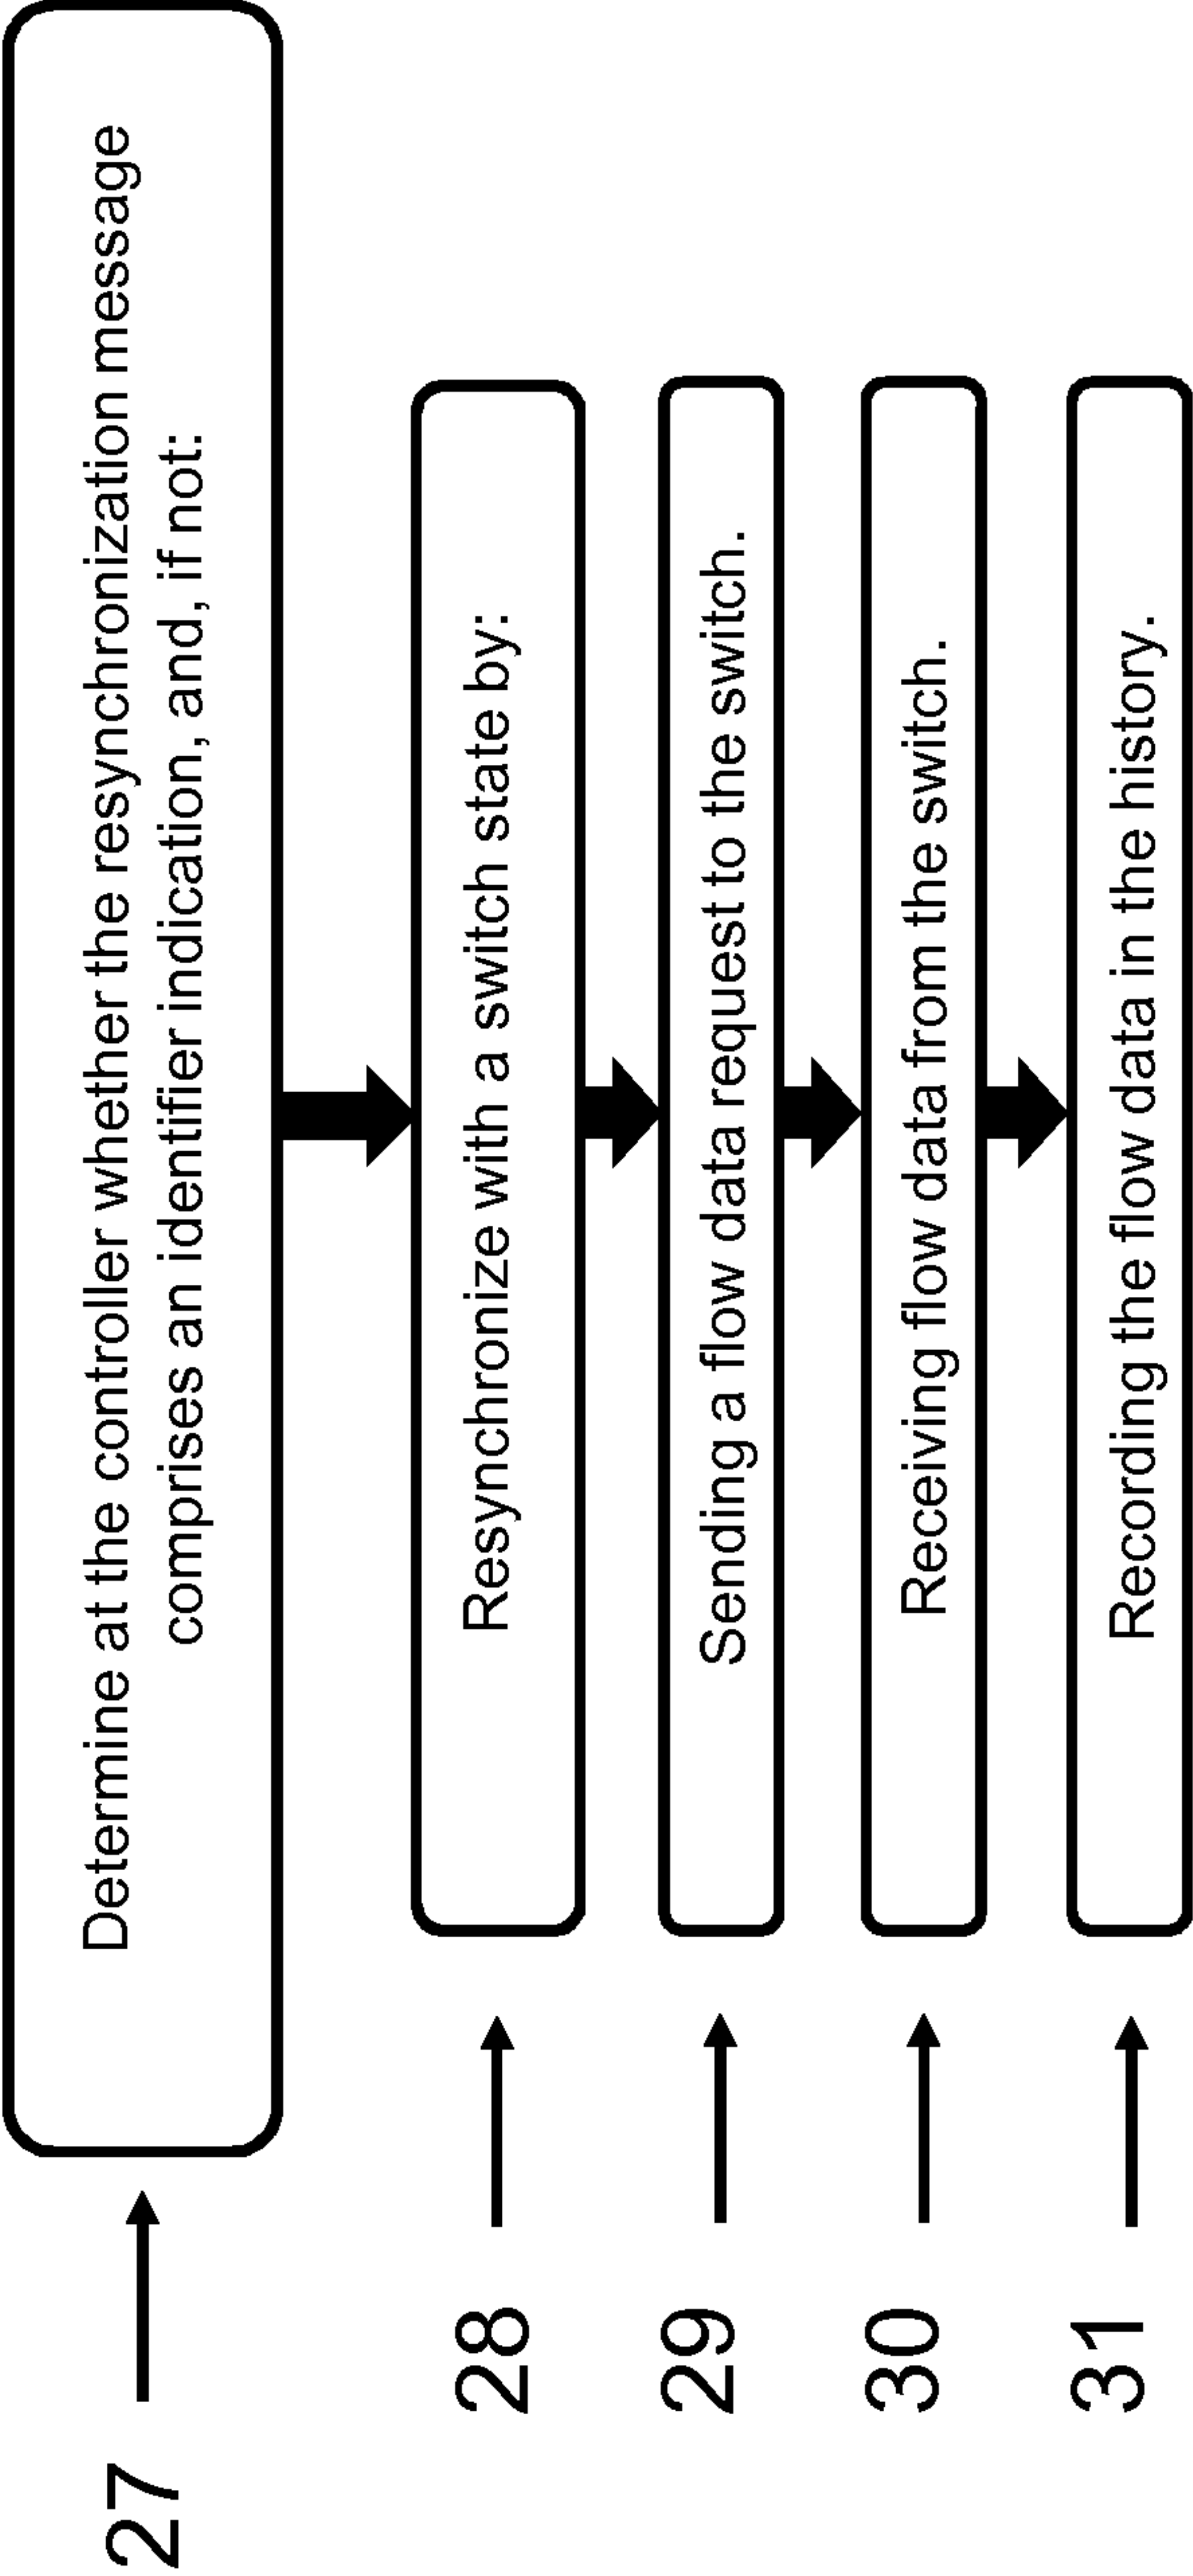 27
Determine at the controller whether the resynchronization message
comprises an identifier indication, and, if not:
28
Resynchronize with a switch state by:
29
Sending a flow data request to the switch.
30
Receiving flow data from the switch.
31
Recording the flow data in the history.